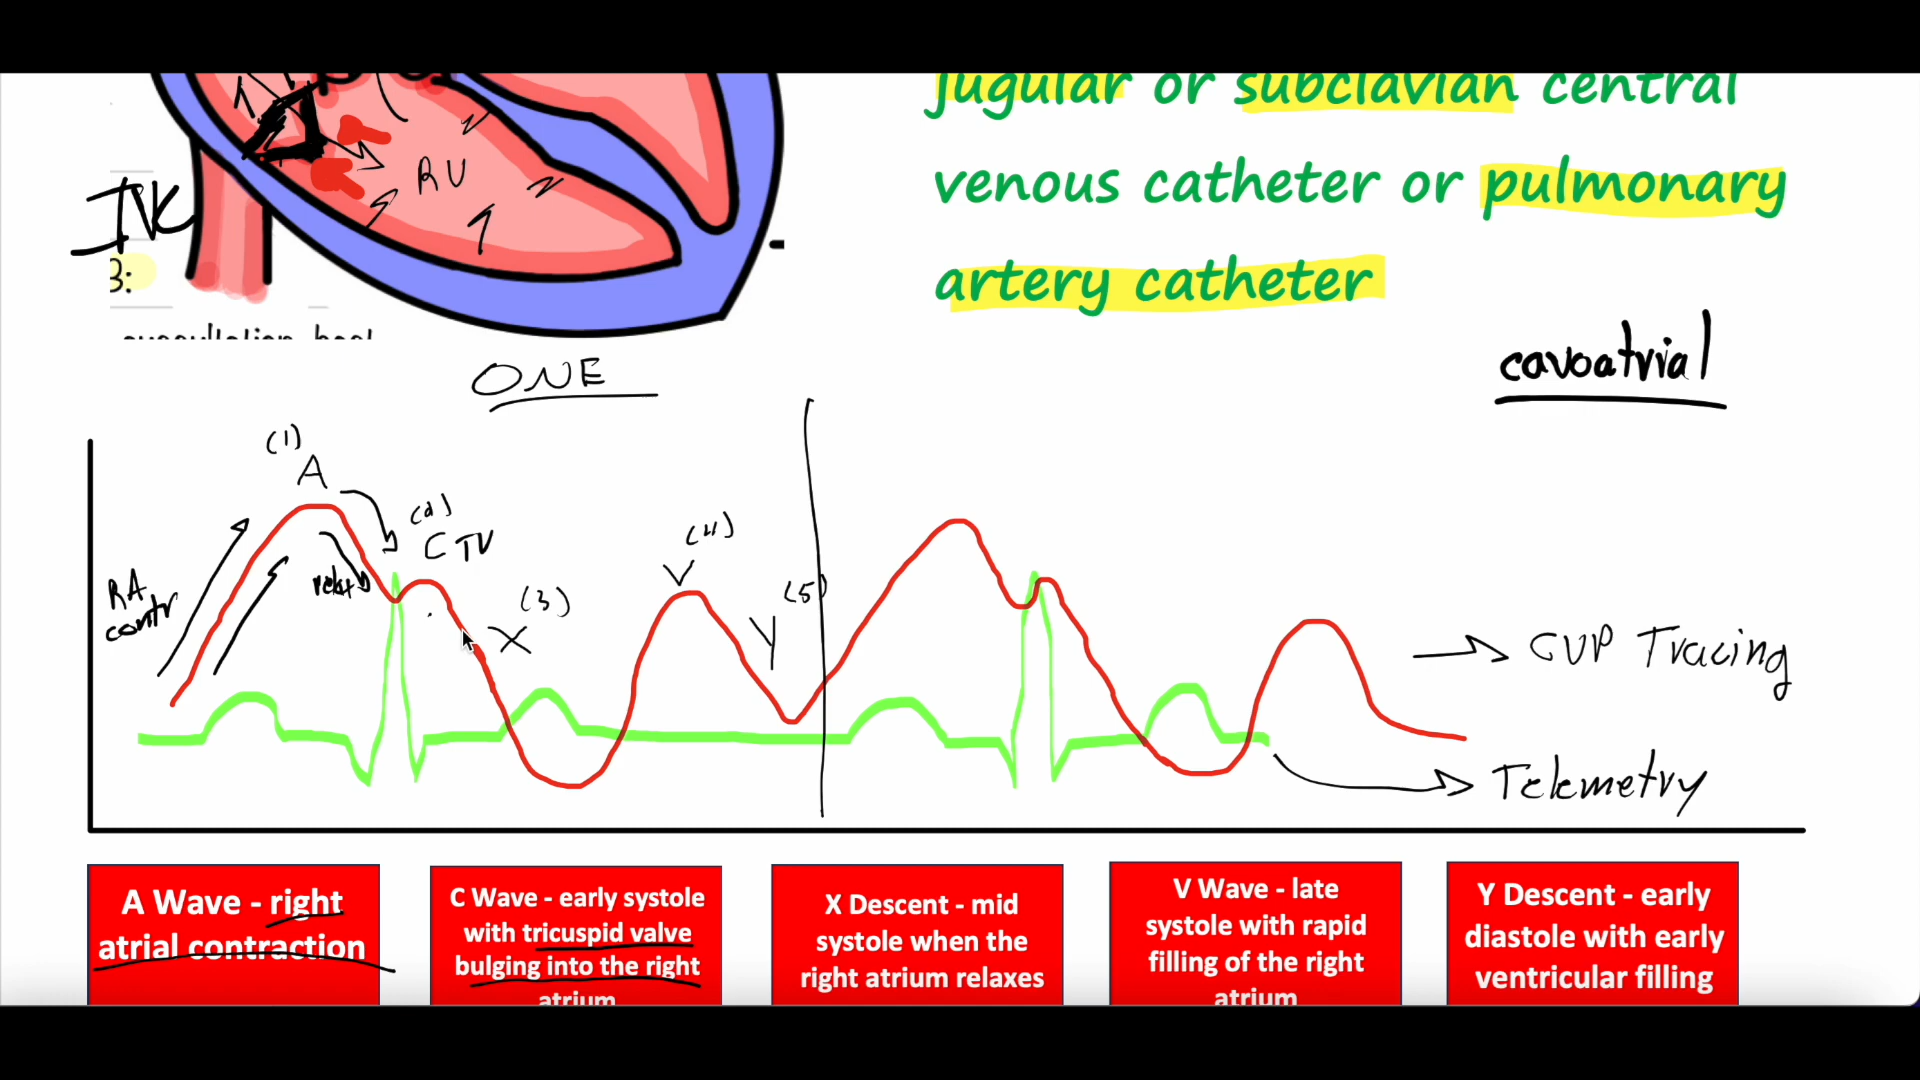 jugular or subclavian central
venous catheter or pulmonary
artery catheter
RV
IVC
3:
ONE
cavoatrial
(1)
A
(2)
C TV
(4)
V
RA
contr
relax
(3)
X
(5)
Y
CVP Tracing
Telemetry
A Wave - right
atrial contraction
C Wave - early systole
with tricuspid valve
bulging into the right
atrium
X Descent - mid
systole when the
right atrium relaxes
V Wave - late
systole with rapid
filling of the right
atrium
Y Descent - early
diastole with early
ventricular filling